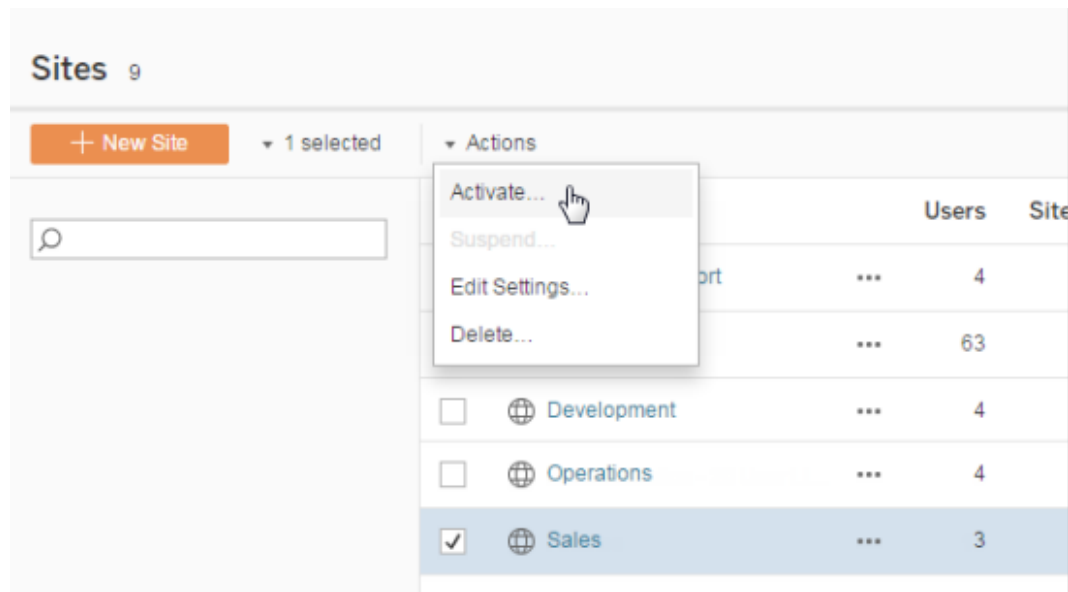 Sites 9
+ New Site 1 selected Actions
Activate...
Users Site
Suspend...
ort ... 4
Edit Settings...
Delete...
... 63
Development ... 4
Operations ... 4
Sales ... 3